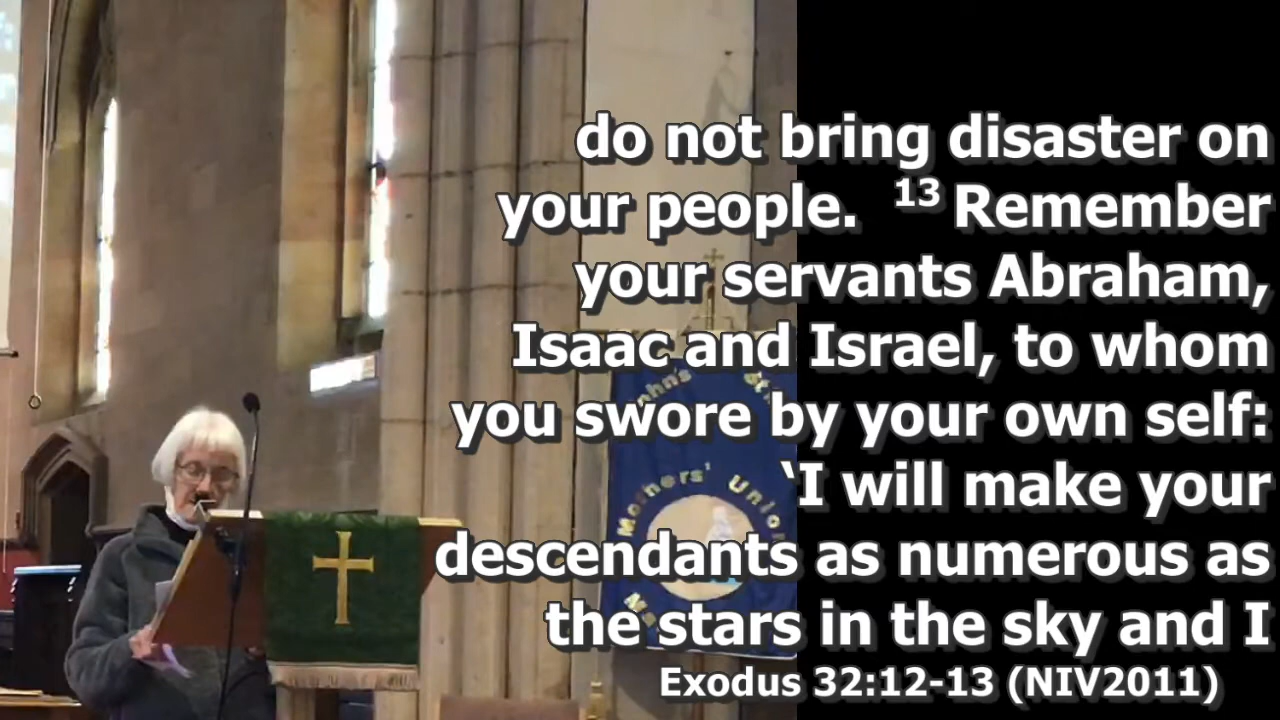 do not bring disaster on
your people. 13 Remember
your servants Abraham,
Isaac and Israel, to whom
you swore by your own self:
‘I will make your
descendants as numerous as
the stars in the sky and I
Exodus 32:12-13 (NIV2011)
Mothers' Union